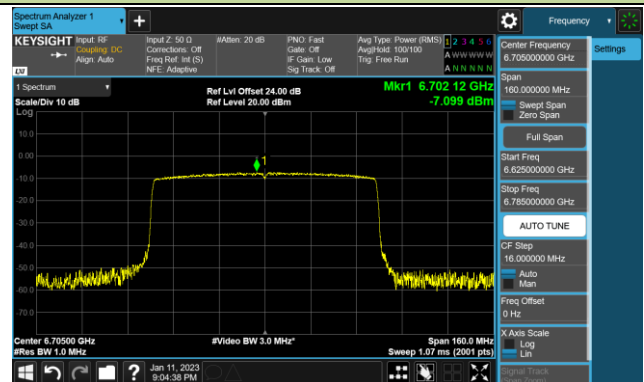 Spectrum Analyzer 1
Swept SA
Frequency
KEYSIGHT
Input: RF
Coupling: DC
Align: Auto
Input Z: 50 Ω
Corrections: Off
Freq Ref: Int (S)
NFE: Adaptive
#Atten: 20 dB
PNO: Fast
Gate: Off
IF Gain: Low
Sig Track: Off
Avg Type: Power (RMS)
Avg|Hold: 100/100
Trig: Free Run
1 2 3 4 5 6
A W W W W W
A N N N N N
LXI
1 Spectrum
Scale/Div 10 dB
Log
Ref Lvl Offset 24.00 dB
Ref Level 20.00 dBm
Mkr1 6.702 12 GHz
-7.099 dBm
10.0
0.00
-10.0
-20.0
-30.0
-40.0
-50.0
-60.0
-70.0
1
Center 6.70500 GHz
#Res BW 1.0 MHz
#Video BW 3.0 MHz*
Span 160.0 MHz
Sweep 1.07 ms (2001 pts)
Jan 11, 2023
9:04:38 PM
Center Frequency
6.705000000 GHz
Settings
Span
160.000000 MHz
Swept Span
Zero Span
Full Span
Start Freq
6.625000000 GHz
Stop Freq
6.785000000 GHz
AUTO TUNE
CF Step
16.000000 MHz
Auto
Man
Freq Offset
0 Hz
X Axis Scale
Log
Lin
Signal Track
(Span Zoom)